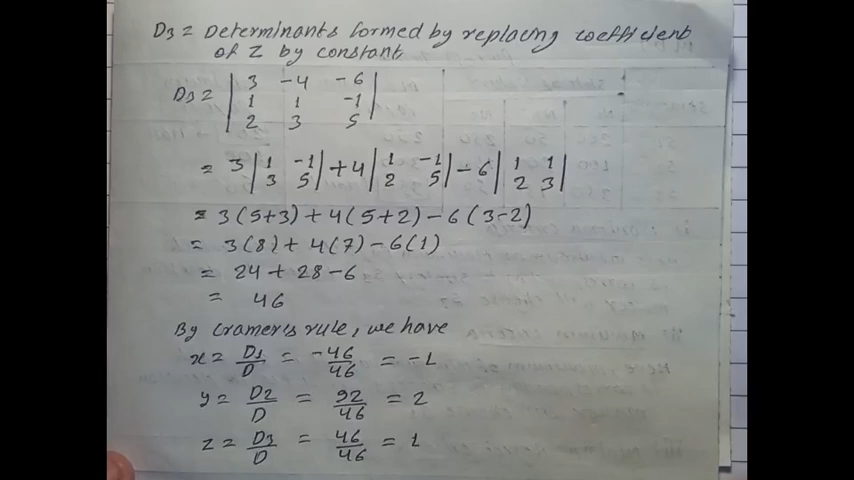 D3 = Determinants formed by replacing coefficient
of Z by constant
D3 = | 3 -4 -6 |
| 1 1 -1 |
| 2 3 5 |
= 3 | 1 -1 | + 4 | 1 -1 | - 6 | 1 1 |
| 3 5 | | 2 5 | | 2 3 |
= 3(5+3) + 4(5+2) - 6(3-2)
= 3(8) + 4(7) - 6(1)
= 24 + 28 - 6
= 46
By cramer's rule, we have
x = D1/D = -46/46 = -1
y = D2/D = 92/46 = 2
z = D3/D = 46/46 = 1